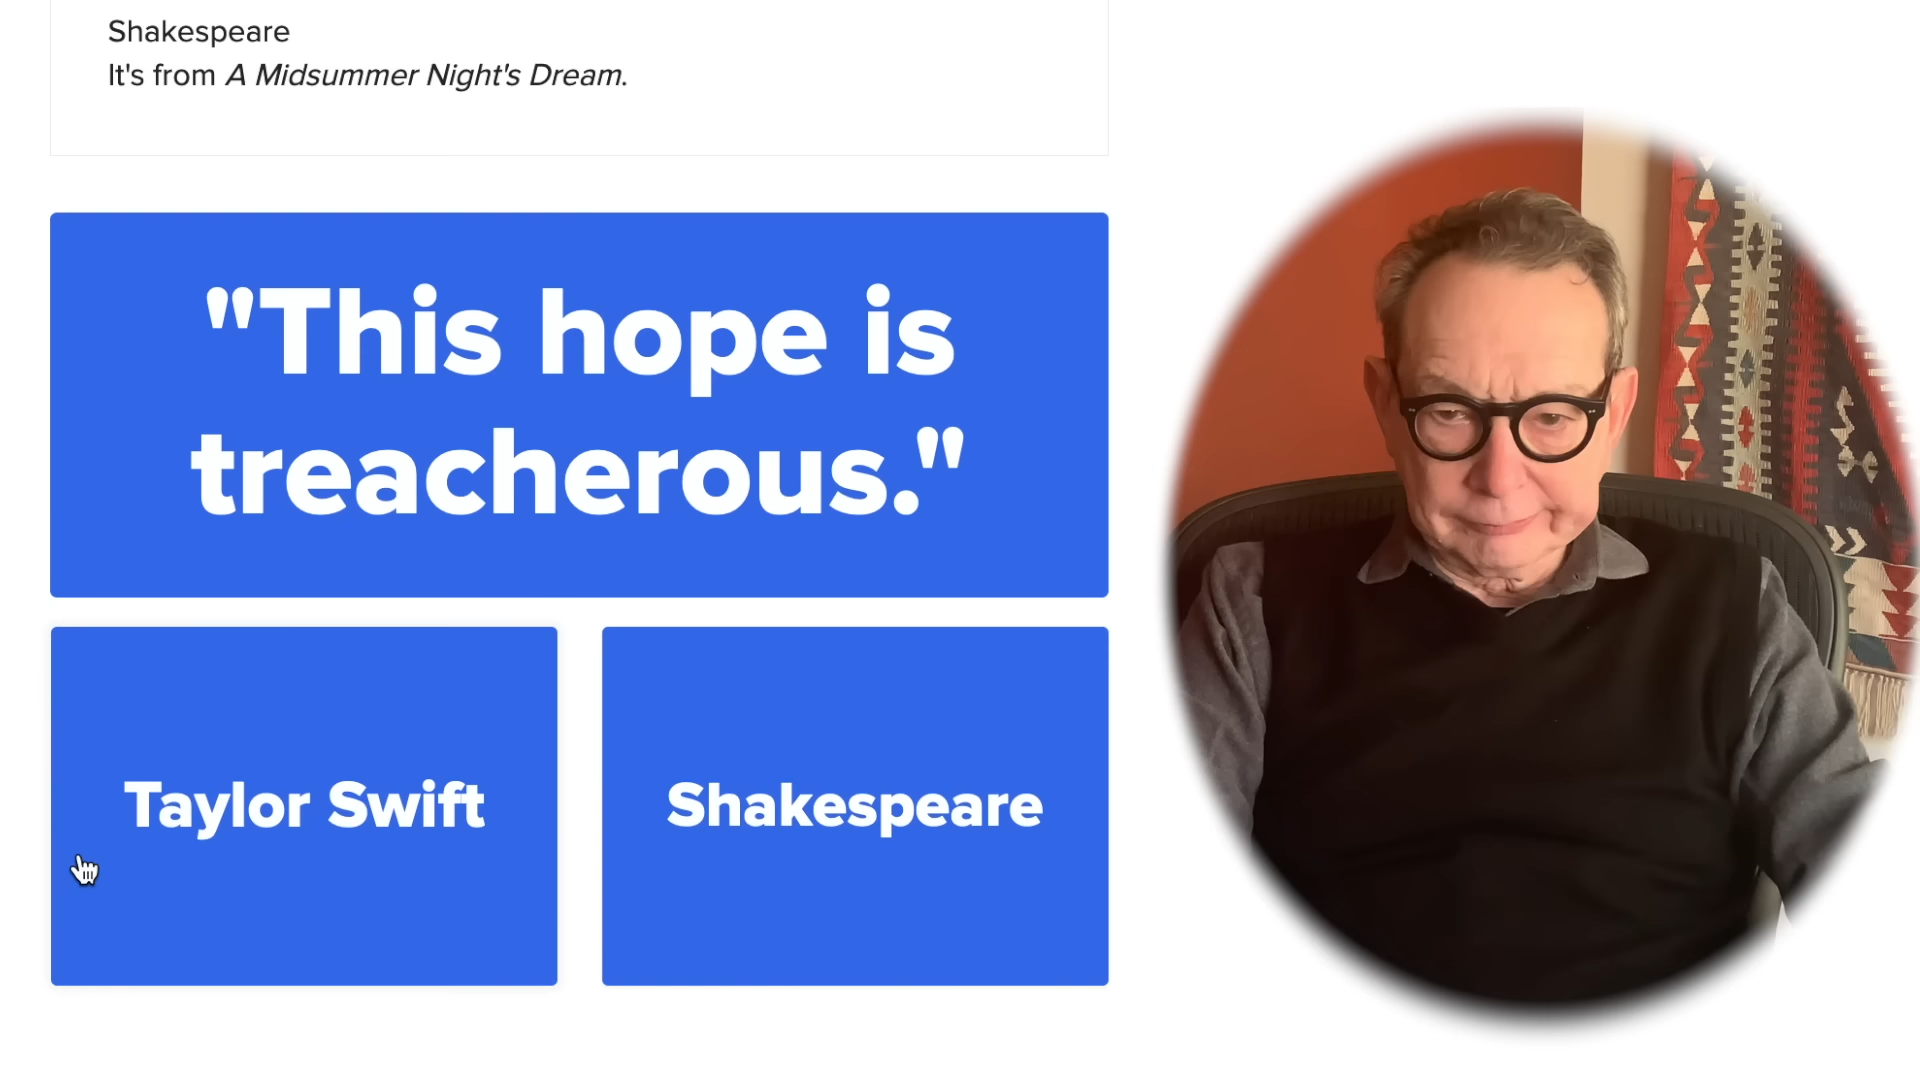 Shakespeare
It's from A Midsummer Night's Dream.
"This hope is
treacherous."
Taylor Swift
Shakespeare